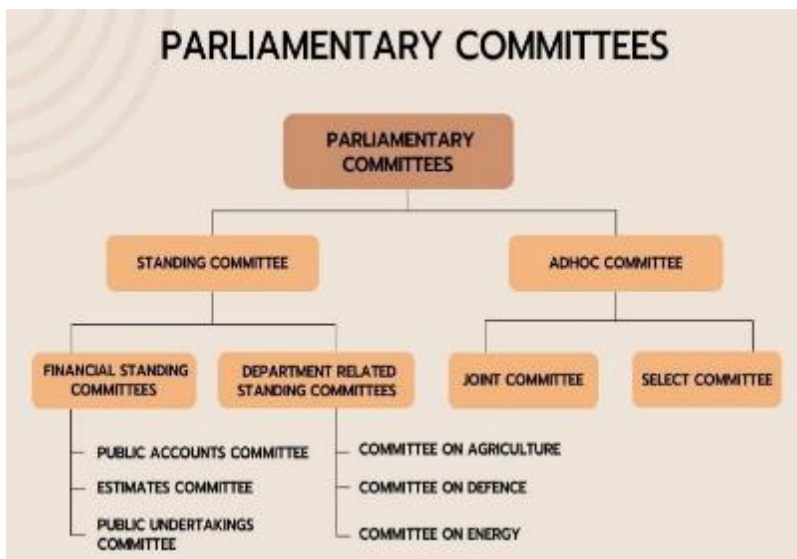 PARLIAMENTARY COMMITTEES
PARLIAMENTARY
COMMITTEES
STANDING COMMITTEE
ADHOC COMMITTEE
FINANCIAL STANDING
COMMITTEES
DEPARTMENT RELATED
STANDING COMMITTEES
JOINT COMMITTEE
SELECT COMMITTEE
PUBLIC ACCOUNTS COMMITTEE
ESTIMATES COMMITTEE
PUBLIC UNDERTAKINGS
COMMITTEE
COMMITTEE ON AGRICULTURE
COMMITTEE ON DEFENCE
COMMITTEE ON ENERGY